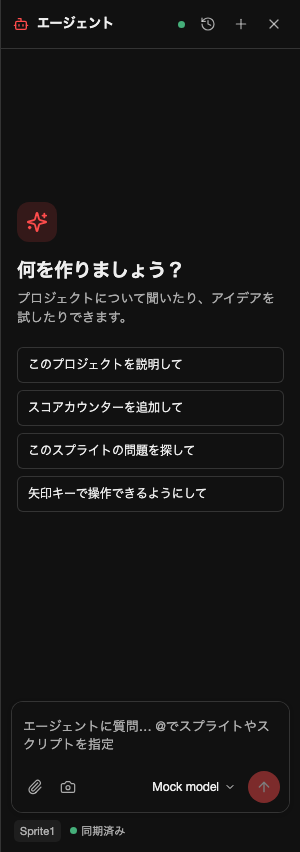 エージェント
何を作りましょう？
プロジェクトについて聞いたり、アイデアを
試したりできます。
このプロジェクトを説明して
スコアカウンターを追加して
このスプライトの問題を探して
矢印キーで操作できるようにして
エージェントに質問... @でスプライトやス
クリプトを指定
Mock model
Sprite1
同期済み